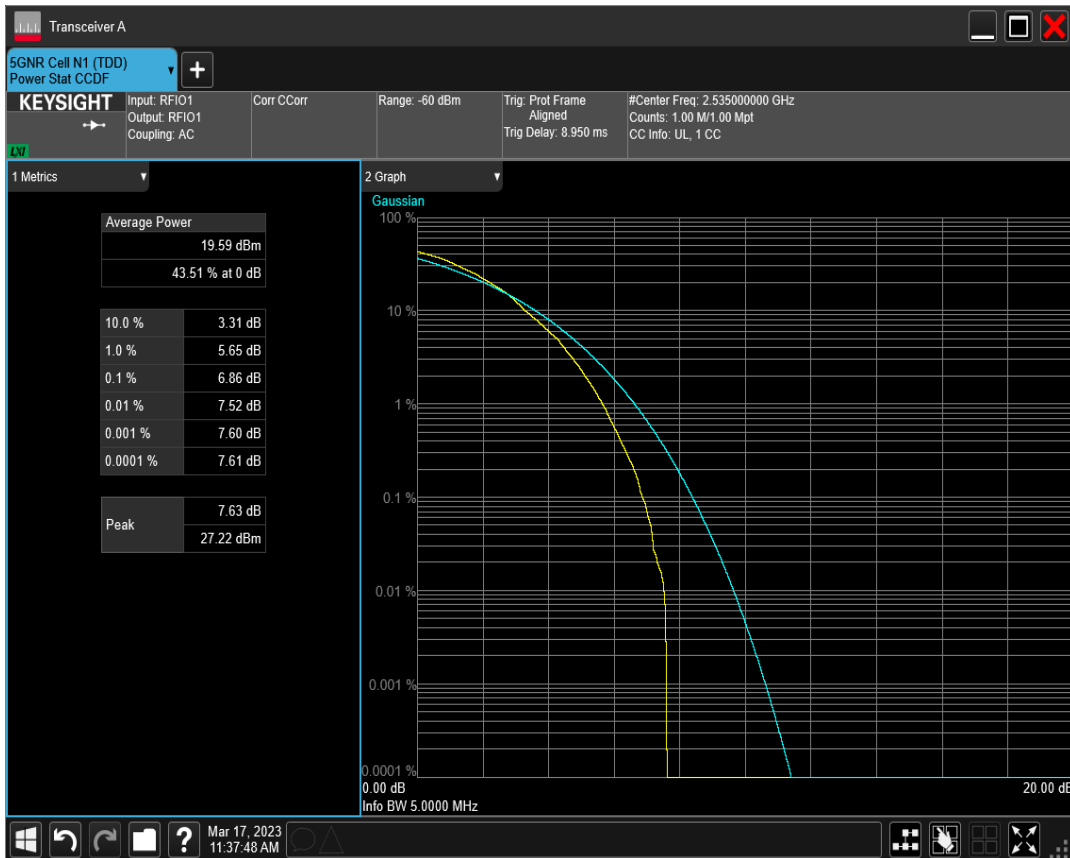 Transceiver A
5GNR Cell N1 (TDD)
Power Stat CCDF
+
KEYSIGHT
LXI
Input: RFIO1
Output: RFIO1
Coupling: AC
Corr CCorr
Range: -60 dBm
Trig: Prot Frame
Aligned
Trig Delay: 8.950 ms
#Center Freq: 2.535000000 GHz
Counts: 1.00 M/1.00 Mpt
CC Info: UL, 1 CC
1 Metrics
Average Power
19.59 dBm
43.51 % at 0 dB
10.0 % 3.31 dB
1.0 % 5.65 dB
0.1 % 6.86 dB
0.01 % 7.52 dB
0.001 % 7.60 dB
0.0001 % 7.61 dB
Peak 7.63 dB
27.22 dBm
2 Graph
Gaussian
100 %
10 %
1 %
0.1 %
0.01 %
0.001 %
0.0001 %
0.00 dB 20.00 dB
Info BW 5.0000 MHz
?
Mar 17, 2023
11:37:48 AM